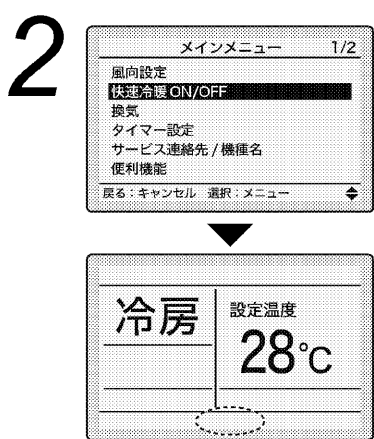 2
メインメニュー 1/2
風向設定
快速冷暖 ON/OFF
換気
タイマー設定
サービス連絡先 / 機種名
便利機能
戻る：キャンセル 選択：メニュー
冷房
設定温度
28°C